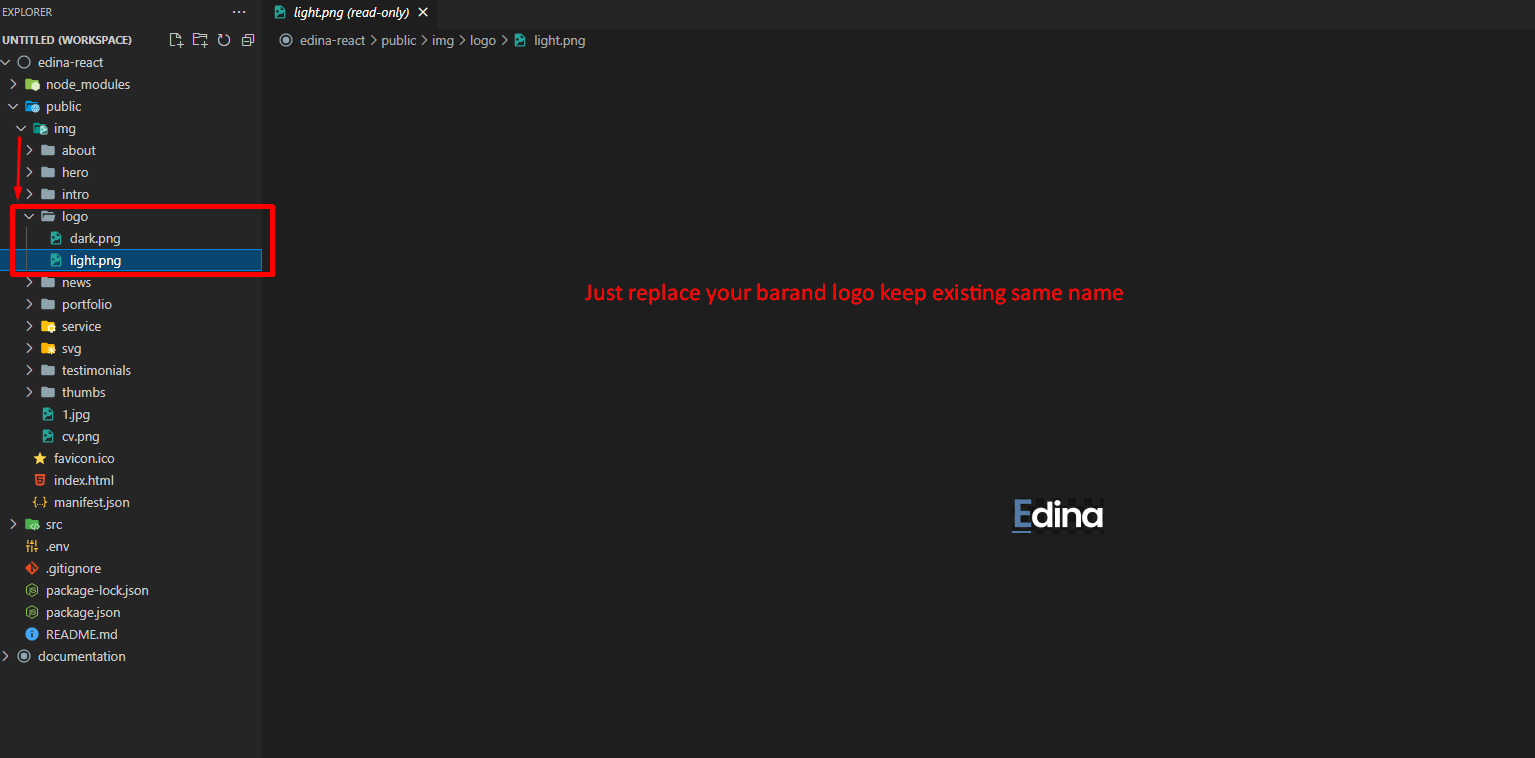 EXPLORER
light.png (read-only)
UNTITLED (WORKSPACE)
edina-react > public > img > logo > light.png
edina-react
node_modules
public
img
about
hero
intro
logo
dark.png
light.png
news
portfolio
service
svg
testimonials
thumbs
1.jpg
cv.png
favicon.ico
index.html
manifest.json
src
.env
.gitignore
package-lock.json
package.json
README.md
documentation
Just replace your barand logo keep existing same name
Edina